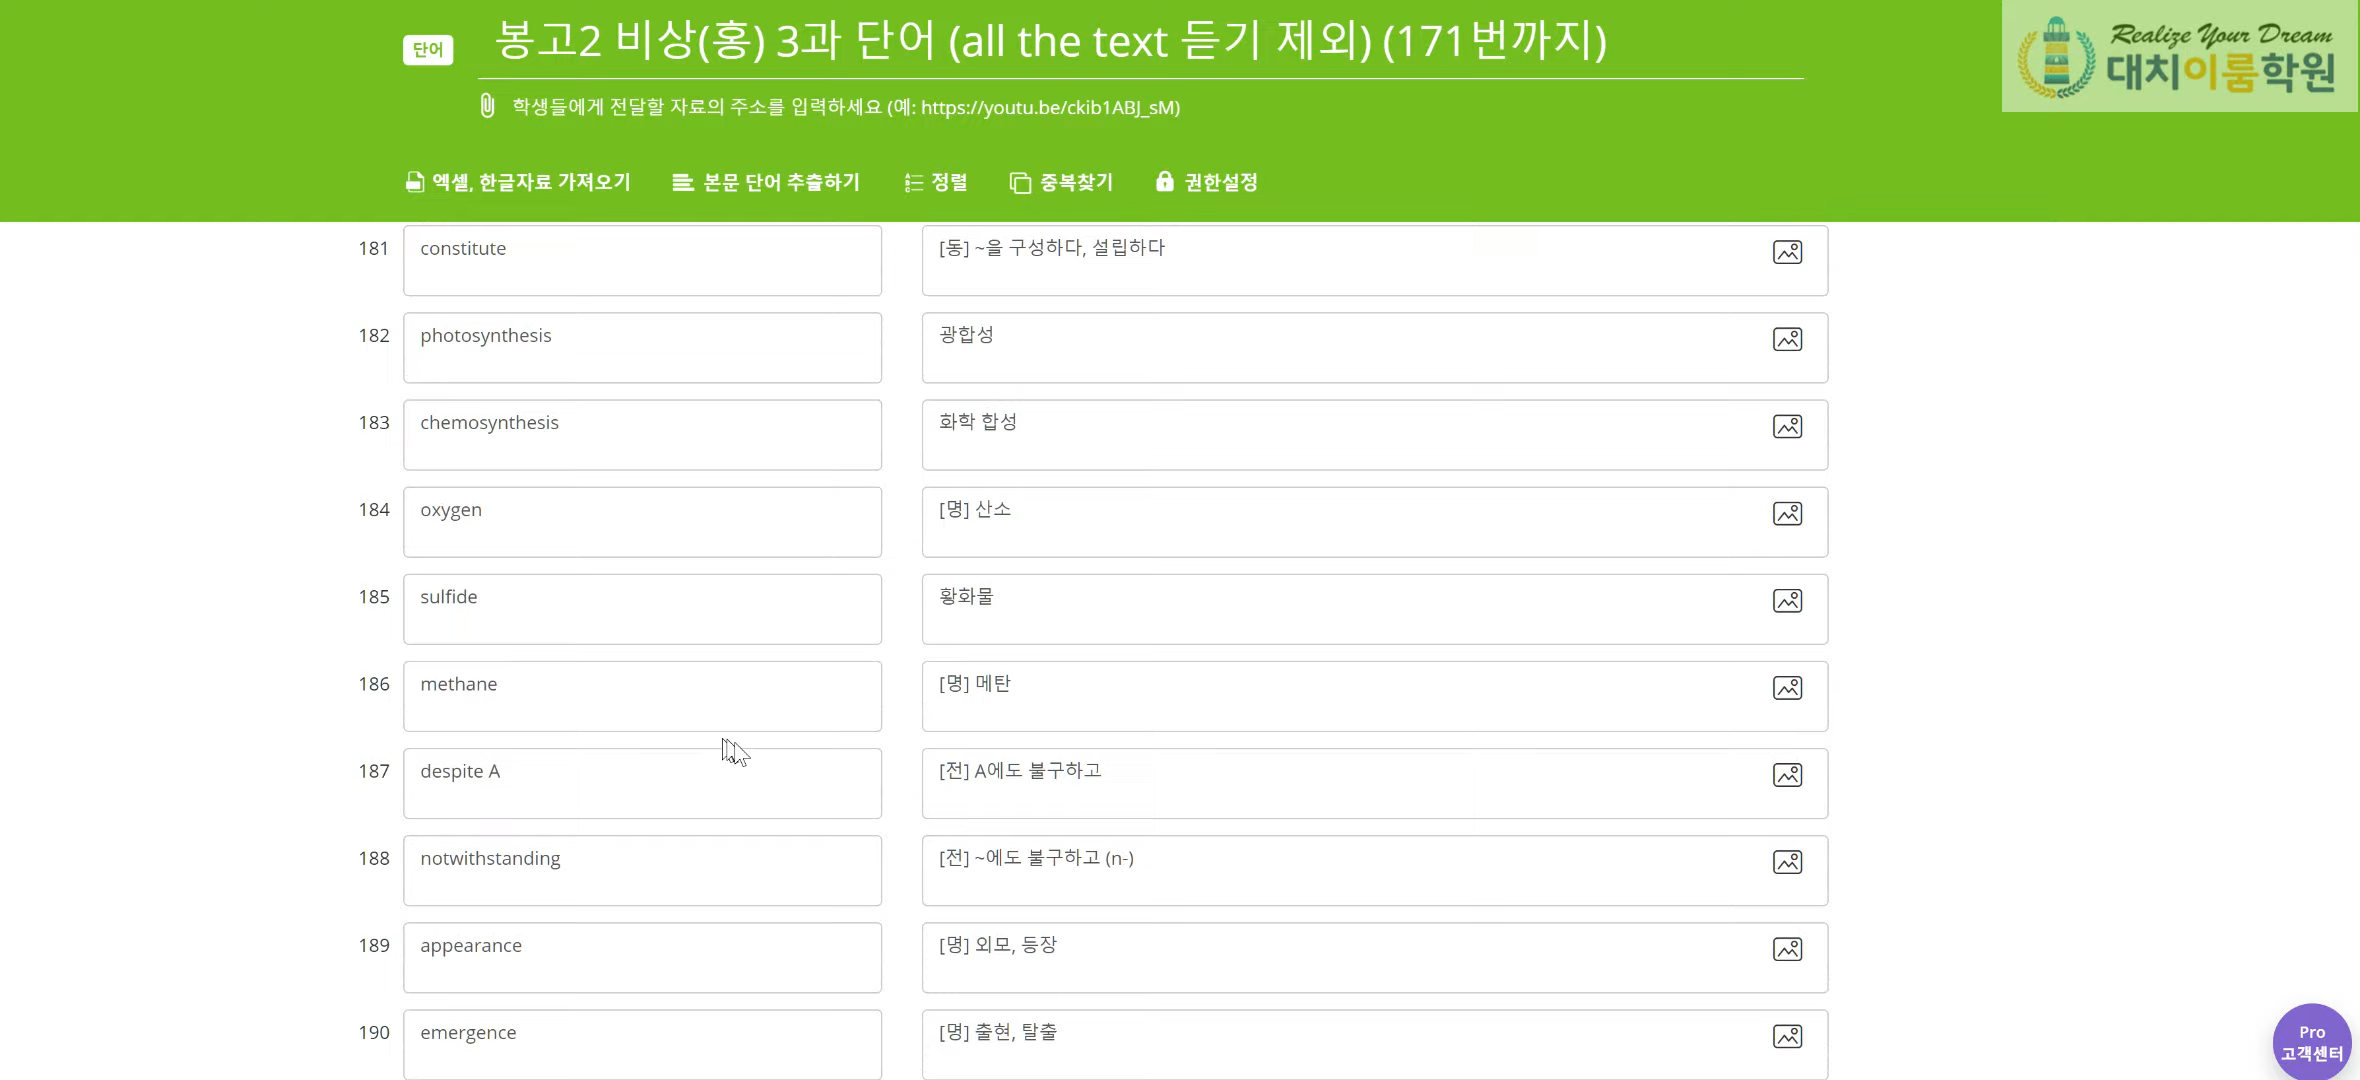 단어
봉고2 비상(홍) 3과 단어 (all the text 듣기 제외) (171번까지)
Realize Your Dream
대치이룸학원
학생들에게 전달할 자료의 주소를 입력하세요 (예: https://youtu.be/ckib1ABJ_sM)
엑셀, 한글자료 가져오기 본문 단어 추출하기 정렬 중복찾기 권한설정
181 constitute [동] ~을 구성하다, 설립하다
182 photosynthesis 광합성
183 chemosynthesis 화학 합성
184 oxygen [명] 산소
185 sulfide 황화물
186 methane [명] 메탄
187 despite A [전] A에도 불구하고
188 notwithstanding [전] ~에도 불구하고 (n-)
189 appearance [명] 외모, 등장
190 emergence [명] 출현, 탈출
Pro
고객센터